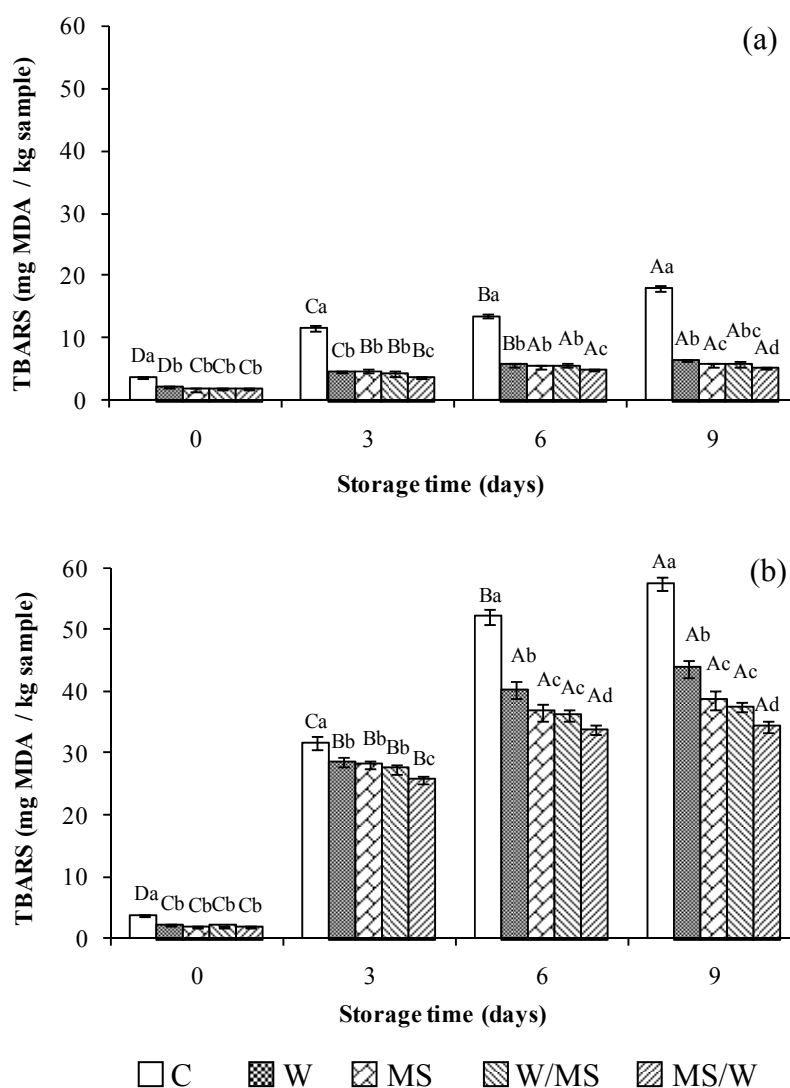 (a)
TBARS (mg MDA / kg sample)
60
50
40
30
20
10
0
Da Db Cb Cb Cb
Ca Cb Bb Bb Bc
Ba Bb Ab Ab Ac
Aa Ab Ac Abc Ad
0 3 6 9
Storage time (days)
(b)
TBARS (mg MDA / kg sample)
60
50
40
30
20
10
0
Da Cb Cb Cb Cb
Ca Bb Bb Bb Bc
Ba Ab Ac Ac Ad
Aa Ab Ac Ac Ad
0 3 6 9
Storage time (days)
C W MS W/MS MS/W